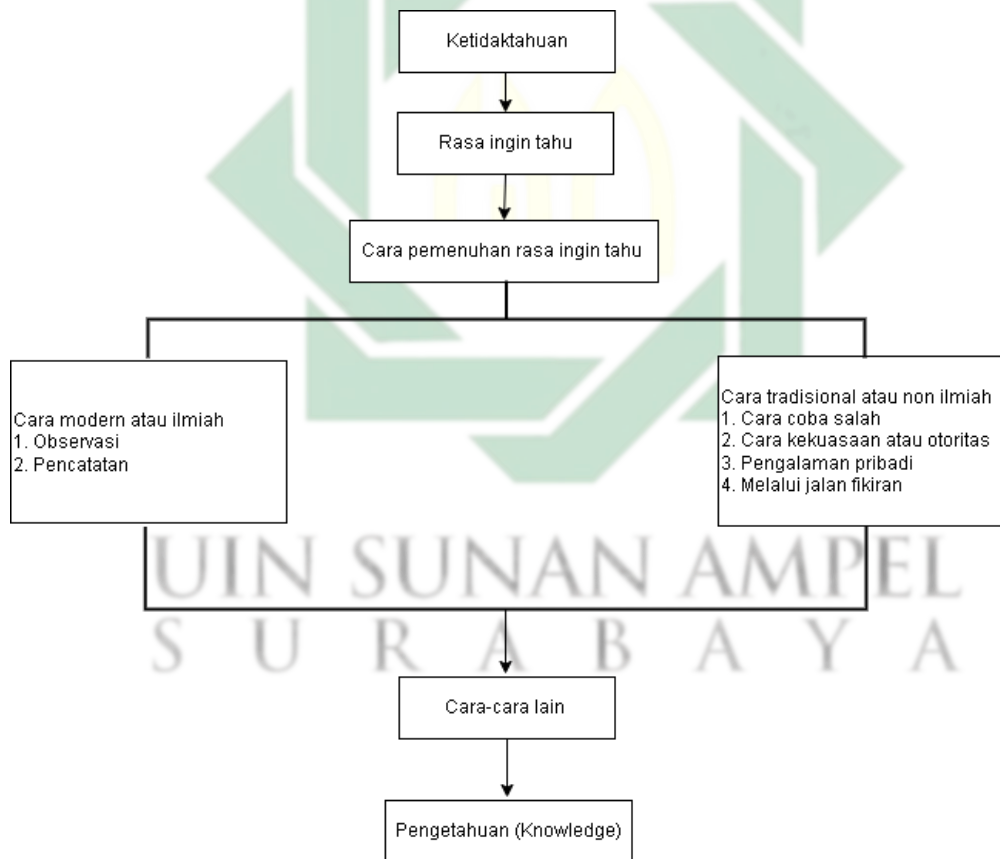 Ketidaktahuan
Rasa ingin tahu
Cara pemenuhan rasa ingin tahu
Cara modern atau ilmiah
1. Observasi
2. Pencatatan
Cara tradisional atau non ilmiah
1. Cara coba salah
2. Cara kekuasaan atau otoritas
3. Pengalaman pribadi
4. Melalui jalan fikiran
UIN SUNAN AMPEL
SURABAYA
Cara-cara lain
Pengetahuan (Knowledge)